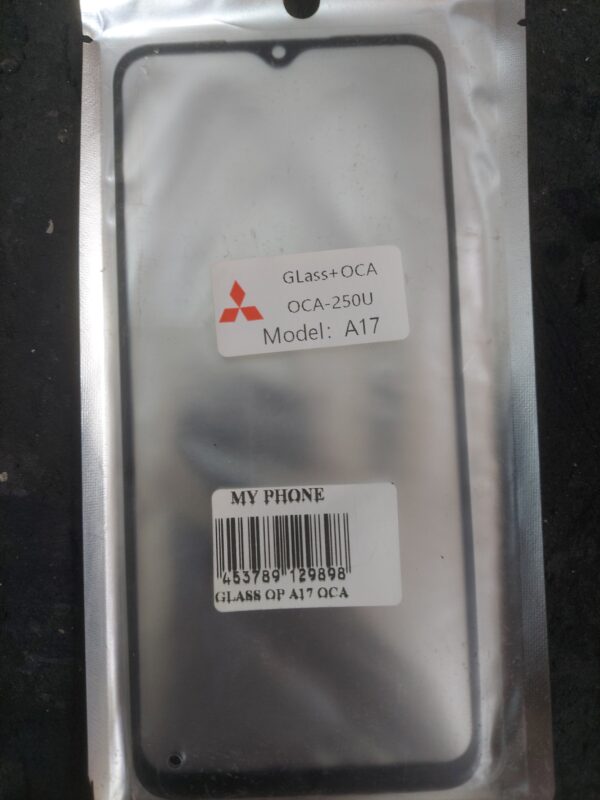 GLass+OCA
OCA-250U
Model: A17
MY PHONE
453789 129898
GLASS OP A17 OCA